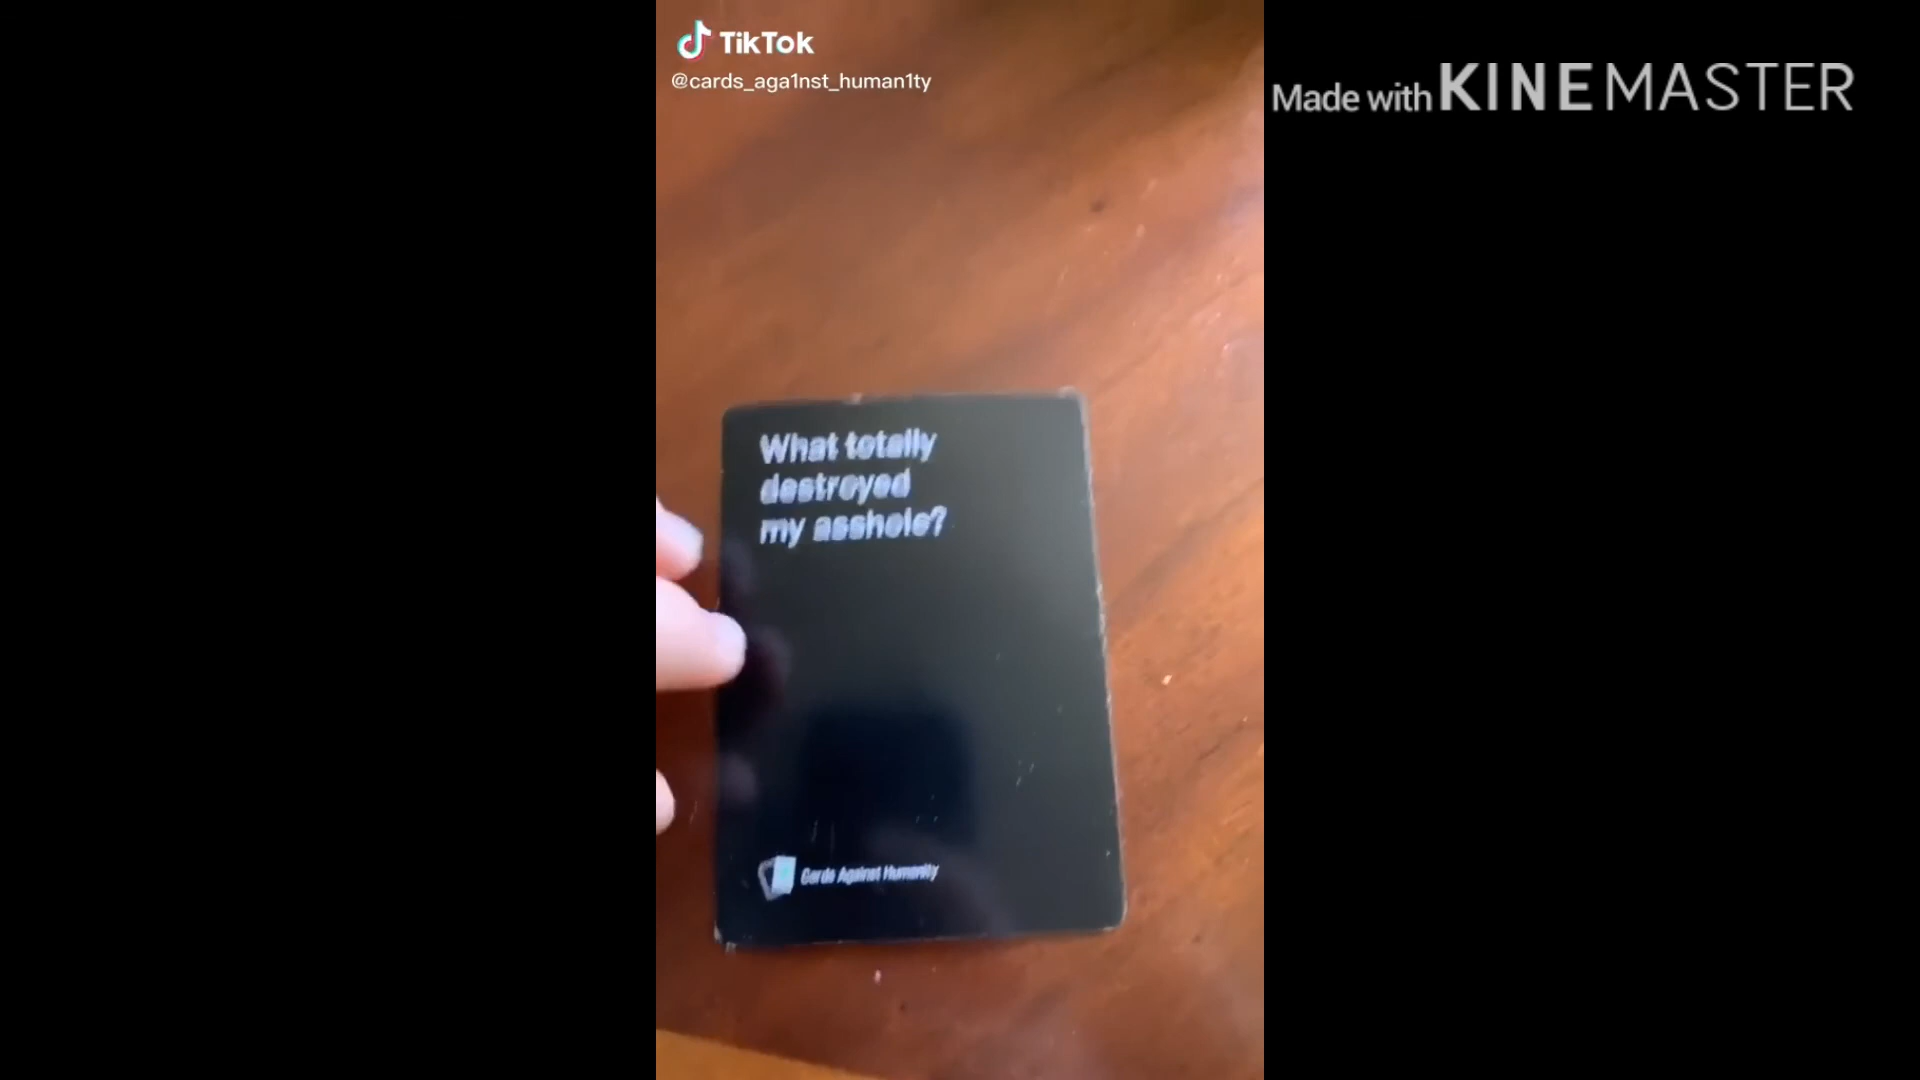 TikTok
@cards_aga1nst_human1ty
Made with KINEMASTER
What totally
destroyed
my asshole?
Cards Against Humanity